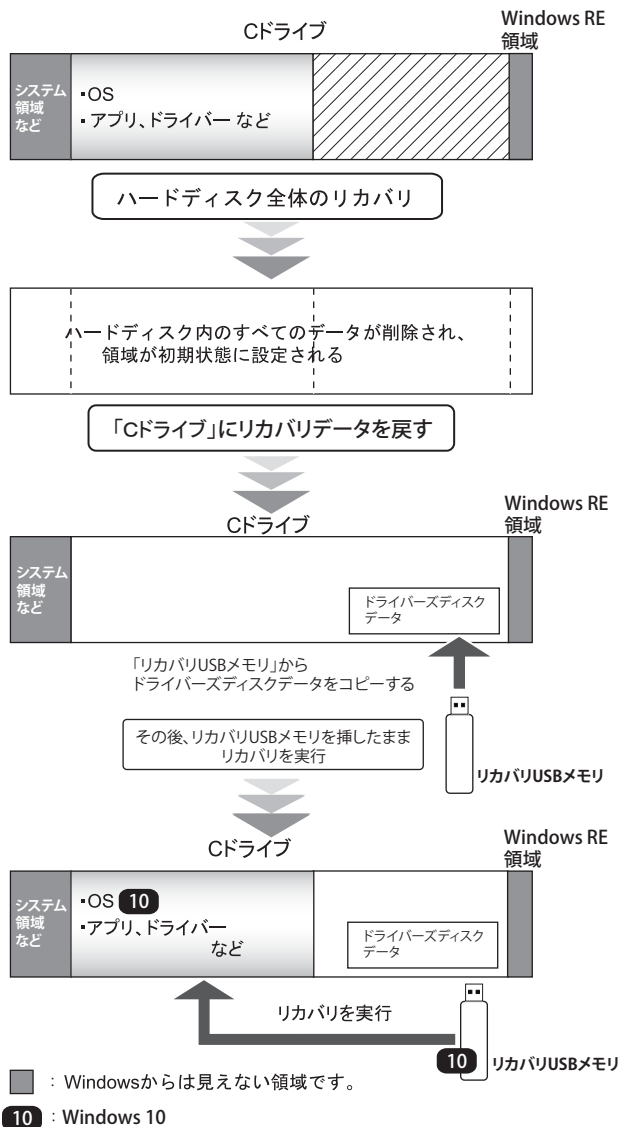 Cドライブ
Windows RE
領域
システム
領域
など
▪OS
▪アプリ、ドライバー など
ハードディスク全体のリカバリ
ハードディスク内のすべてのデータが削除され、
領域が初期状態に設定される
「Cドライブ」にリカバリデータを戻す
Cドライブ
Windows RE
領域
システム
領域
など
ドライバーズディスク
データ
「リカバリUSBメモリ」から
ドライバーズディスクデータをコピーする
その後、リカバリUSBメモリを挿したまま
リカバリを実行
リカバリUSBメモリ
Cドライブ
Windows RE
領域
システム
領域
など
▪OS 10
▪アプリ、ドライバー
など
ドライバーズディスク
データ
リカバリを実行
10 リカバリUSBメモリ
：Windowsからは見えない領域です。
10：Windows 10